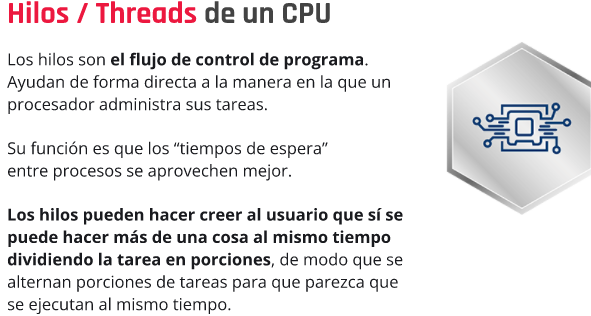 Hilos / Threads de un CPU
Los hilos son el flujo de control de programa.
Ayudan de forma directa a la manera en la que un
procesador administra sus tareas.
Su función es que los “tiempos de espera”
entre procesos se aprovechen mejor.
Los hilos pueden hacer creer al usuario que sí se
puede hacer más de una cosa al mismo tiempo
dividiendo la tarea en porciones, de modo que se
alternan porciones de tareas para que parezca que
se ejecutan al mismo tiempo.